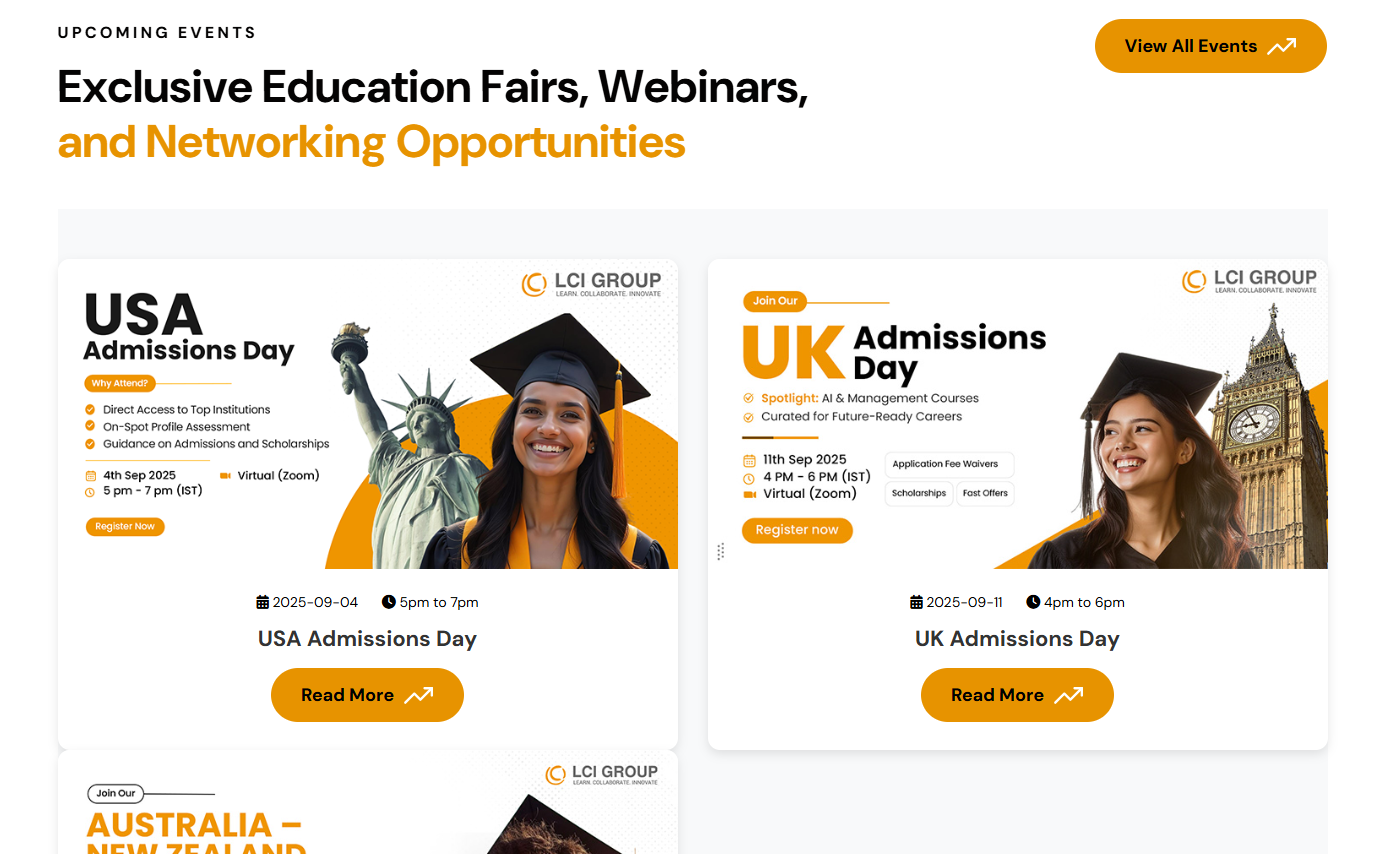 UPCOMING EVENTS
View All Events
Exclusive Education Fairs, Webinars,
and Networking Opportunities
LCI GROUP
LEARN. COLLABORATE. INNOVATE
USA
Admissions Day
Why Attend?
Direct Access to Top Institutions
On-Spot Profile Assessment
Guidance on Admissions and Scholarships
4th Sep 2025
Virtual (Zoom)
5 pm - 7 pm (IST)
Register Now
2025-09-04
5pm to 7pm
USA Admissions Day
Read More
LCI GROUP
LEARN. COLLABORATE. INNOVATE
Join Our
UK Admissions
Day
Spotlight: AI & Management Courses
Curated for Future-Ready Careers
11th Sep 2025
4 PM - 6 PM (IST)
Virtual (Zoom)
Application Fee Waivers
Scholarships
Fast Offers
Register now
2025-09-11
4pm to 6pm
UK Admissions Day
Read More
LCI GROUP
LEARN. COLLABORATE. INNOVATE
Join Our
AUSTRALIA –
NEW ZEALAND